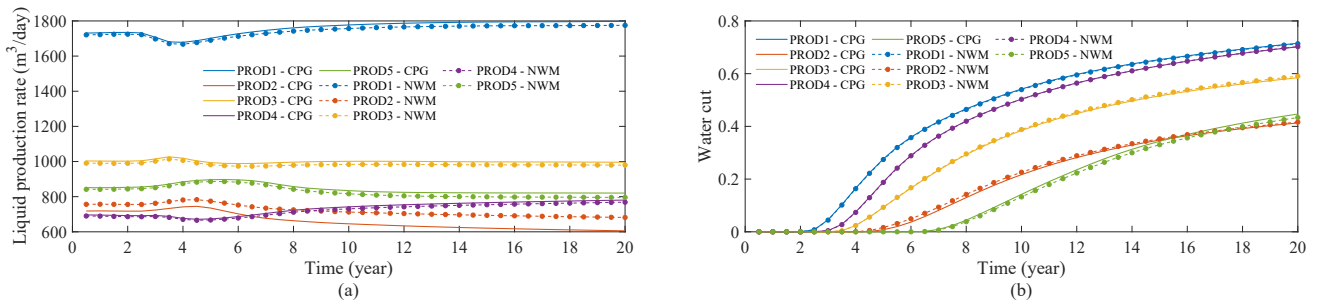 Liquid production rate (m³/day)
1800
1600
1400
1200
1000
800
600
PROD1 - CPG
PROD2 - CPG
PROD3 - CPG
PROD4 - CPG
PROD5 - CPG
PROD1 - NWM
PROD2 - NWM
PROD3 - NWM
PROD4 - NWM
PROD5 - NWM
0 2 4 6 8 10 12 14 16 18 20
Time (year)
(a)
Water cut
0.8
0.6
0.4
0.2
0
PROD1 - CPG
PROD2 - CPG
PROD3 - CPG
PROD4 - CPG
PROD5 - CPG
PROD1 - NWM
PROD2 - NWM
PROD3 - NWM
PROD4 - NWM
PROD5 - NWM
0 2 4 6 8 10 12 14 16 18 20
Time (year)
(b)